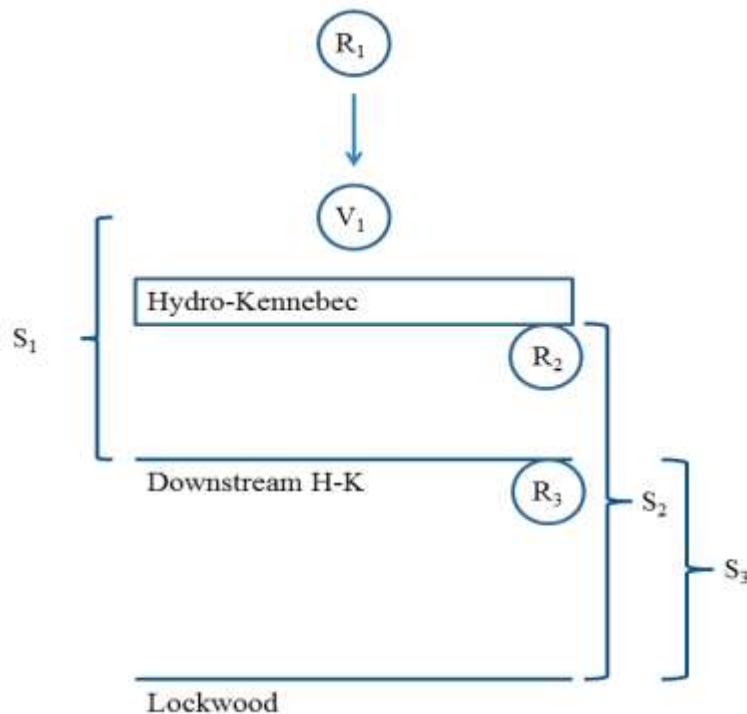 R₁
V₁
Hydro-Kennebec
S₁
R₂
Downstream H-K
R₃
S₂
S₃
Lockwood